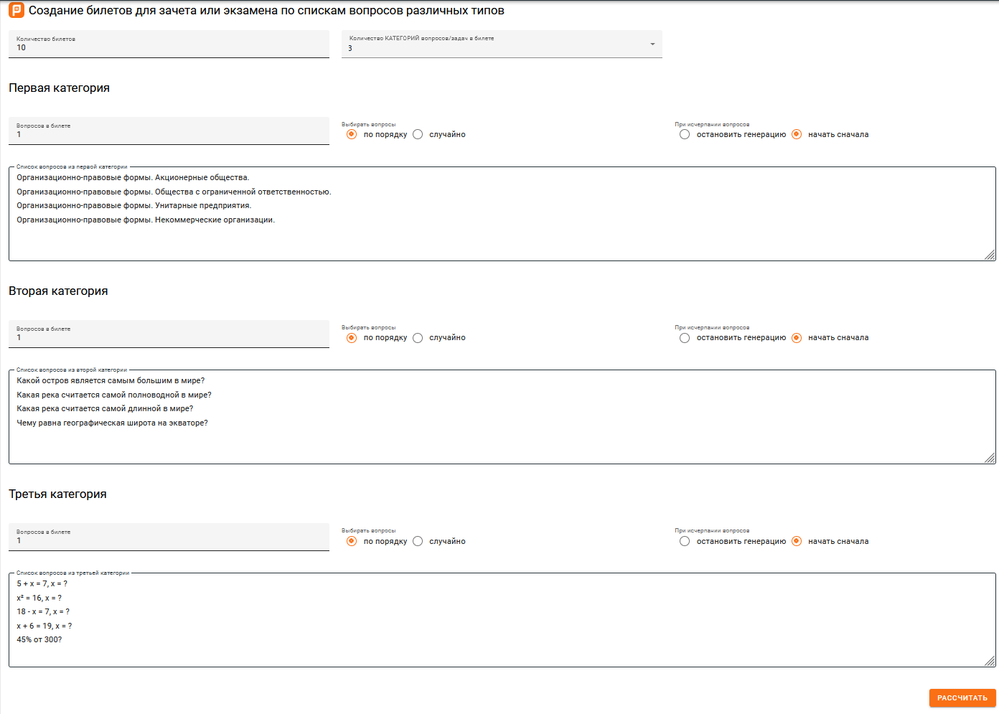 Создание билетов для зачета или экзамена по спискам вопросов различных типов
Количество билетов
10
Количество КАТЕГОРИЙ вопросов/задач в билете
3
Первая категория
Вопросов в билете
1
Выбирать вопросы
по порядку случайно
При исчерпании вопросов
остановить генерацию начать сначала
Список вопросов из первой категории
Организационно-правовые формы. Акционерные общества.
Организационно-правовые формы. Общества с ограниченной ответственностью.
Организационно-правовые формы. Унитарные предприятия.
Организационно-правовые формы. Некоммерческие организации.
Вторая категория
Вопросов в билете
1
Выбирать вопросы
по порядку случайно
При исчерпании вопросов
остановить генерацию начать сначала
Список вопросов из второй категории
Какой остров является самым большим в мире?
Какая река считается самой полноводной в мире?
Какая река считается самой длинной в мире?
Чему равна географическая широта на экваторе?
Третья категория
Вопросов в билете
1
Выбирать вопросы
по порядку случайно
При исчерпании вопросов
остановить генерацию начать сначала
Список вопросов из третьей категории
5 + x = 7, x = ?
x² = 16, x = ?
18 - x = 7, x = ?
x + 6 = 19, x = ?
45% от 300?
РАССЧИТАТЬ